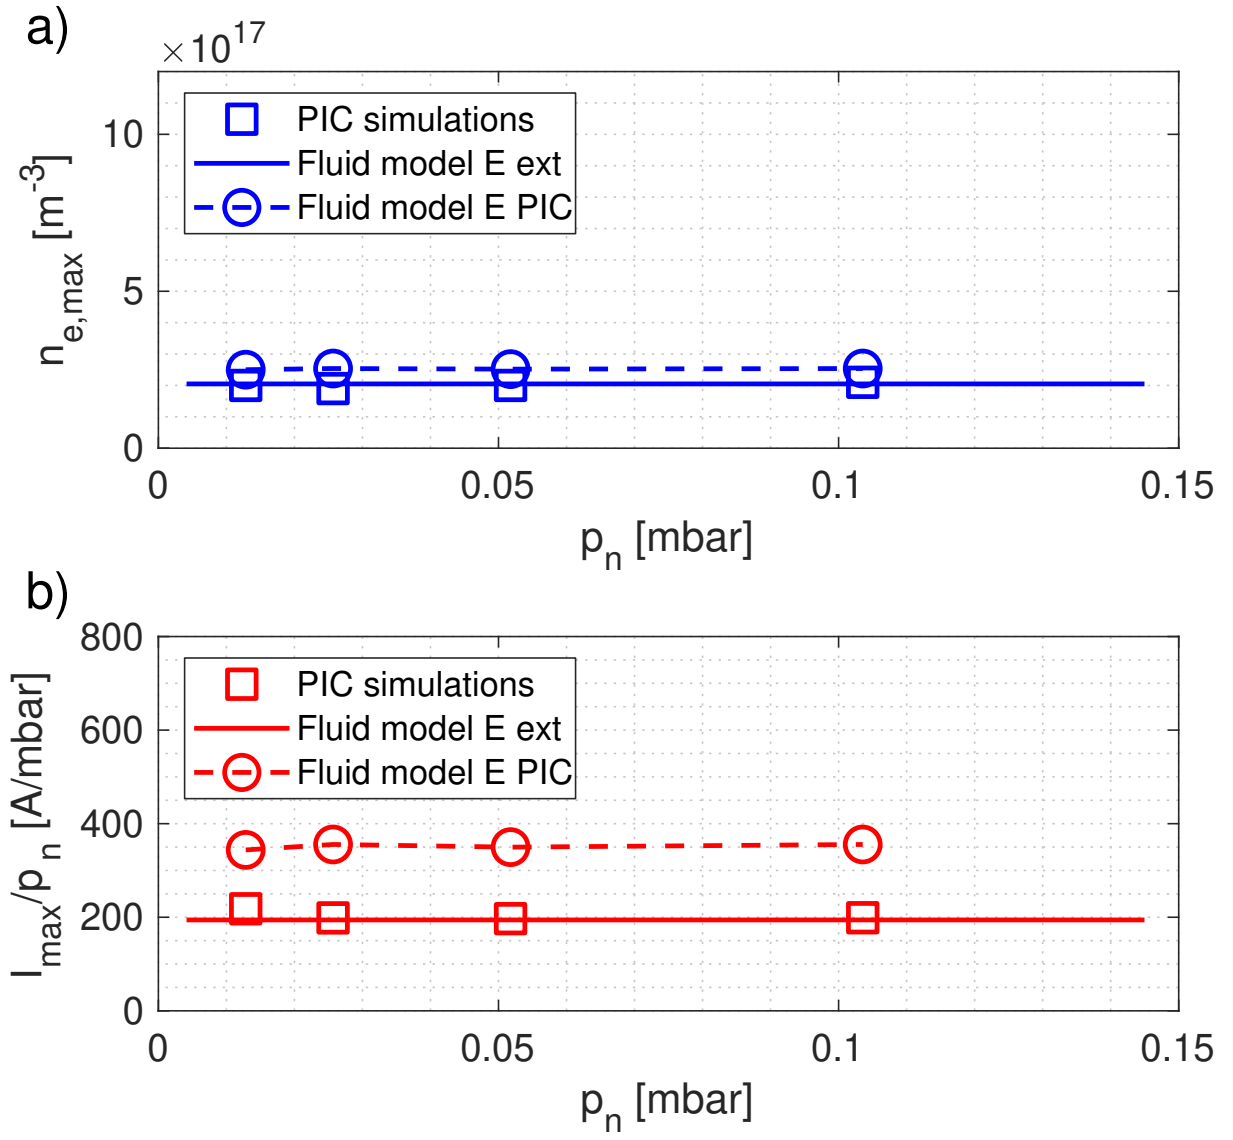 a)
×10^17
10
5
0
n_e,max [m^-3]
PIC simulations
Fluid model E ext
Fluid model E PIC
0 0.05 0.1 0.15
p_n [mbar]
b)
800
600
400
200
0
I_max/p_n [A/mbar]
PIC simulations
Fluid model E ext
Fluid model E PIC
0 0.05 0.1 0.15
p_n [mbar]